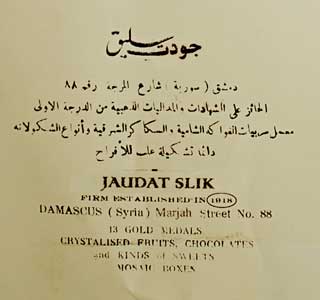 جودت سليق
دمشق (سورية) شارع المرجة رقم ٨٨
الحائز على الشهادات والمداليات الذهبية من الدرجة الاولى
معمل مربيات الفواكه الشامية والسكاكر الشرقية وأنواع الشكولاته
دائما تشكيلة علب للأفراح
JAUDAT SLIK
FIRM ESTABLISHED IN 1918
DAMASCUS (Syria) Marjah Street No. 88
13 GOLD MEDALS
CRYSTALISED FRUITS, CHOCOLATES
and KINDS OF SWEETS
MOSAIC BOXES